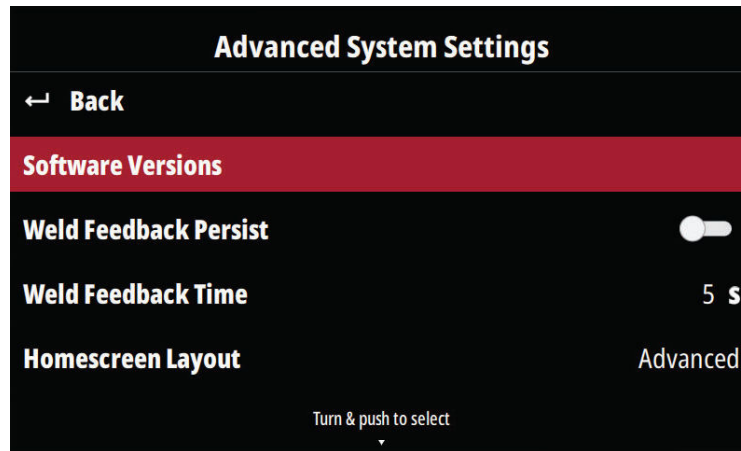 Advanced System Settings
Back
Software Versions
Weld Feedback Persist
Weld Feedback Time 5 s
Homescreen Layout Advanced
Turn & push to select